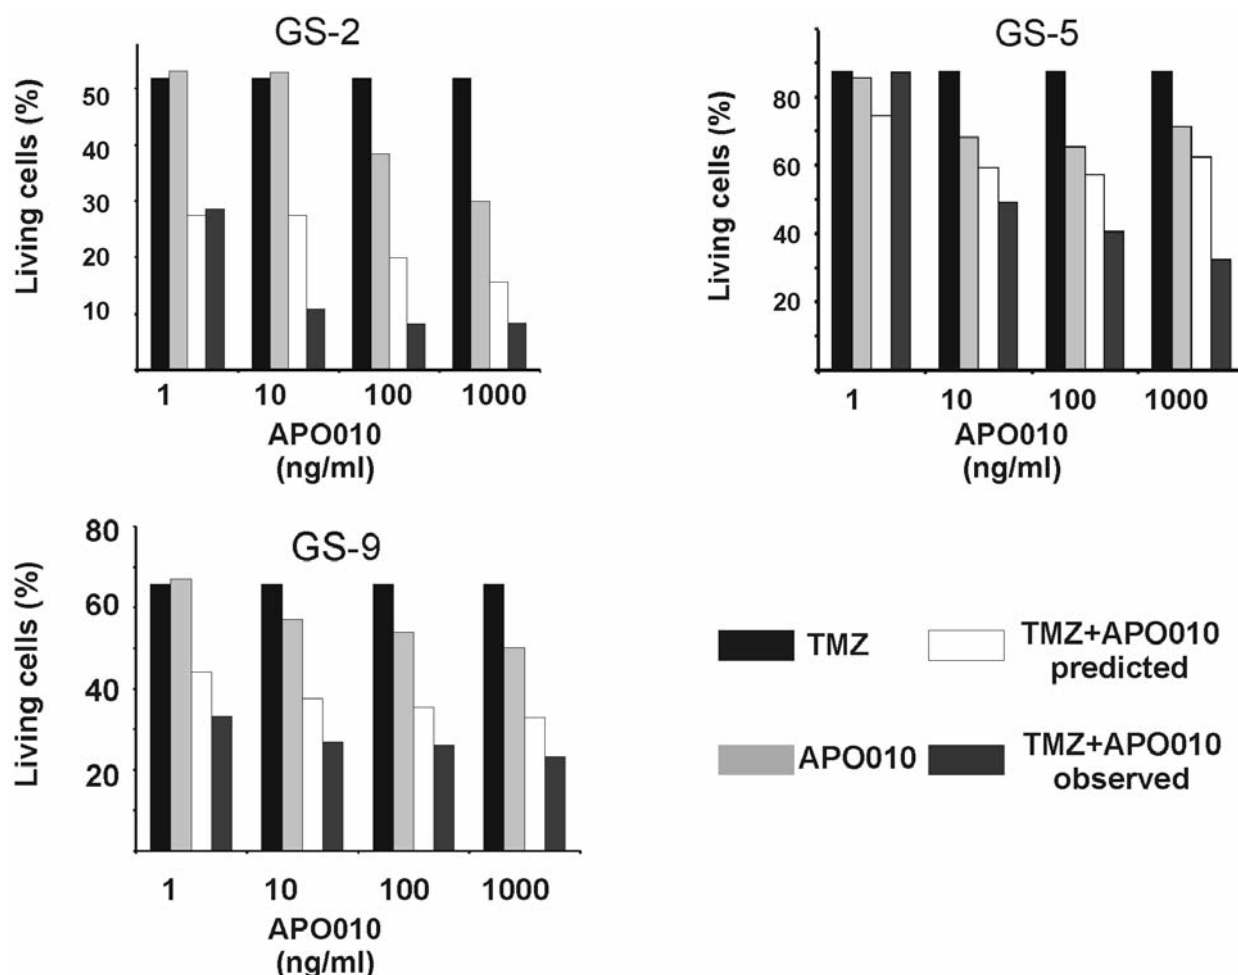 GS-2
Living cells (%)
50
40
30
20
10
1 10 100 1000
APO010
(ng/ml)
GS-5
Living cells (%)
80
60
40
20
1 10 100 1000
APO010
(ng/ml)
GS-9
Living cells (%)
80
60
40
20
1 10 100 1000
APO010
(ng/ml)
TMZ
TMZ+APO010
predicted
APO010
TMZ+APO010
observed